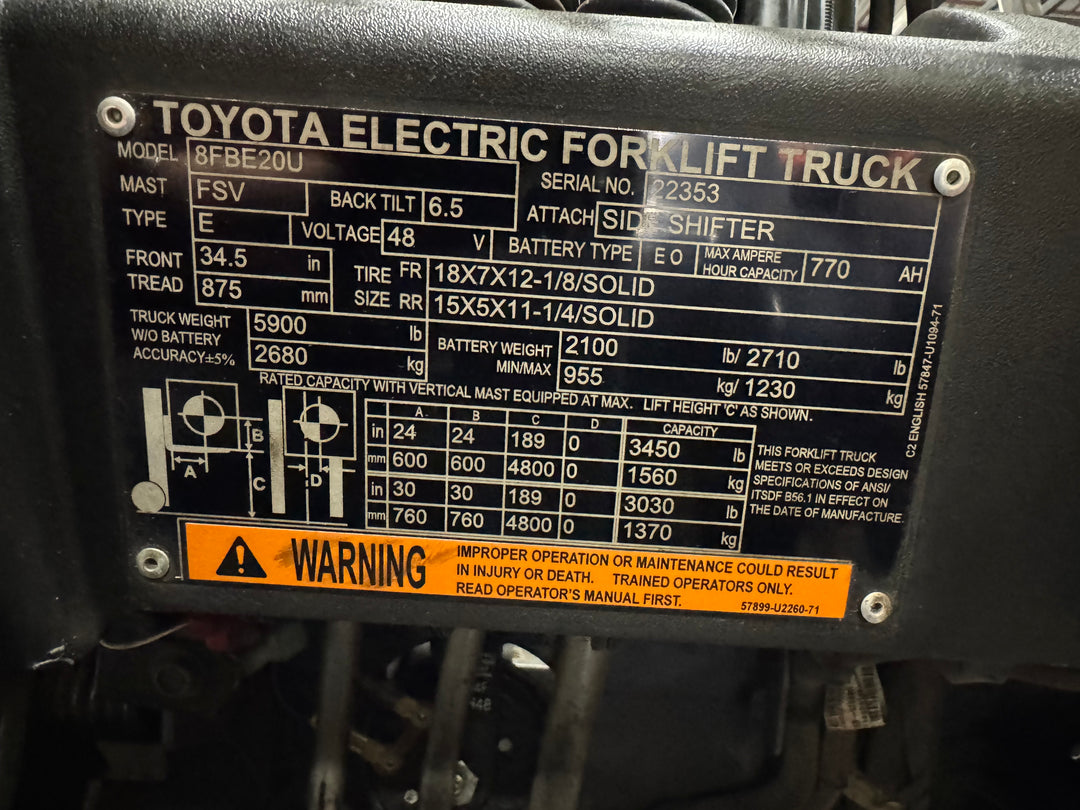 TOYOTA ELECTRIC FORKLIFT TRUCK
MODEL 8FBE20U SERIAL NO. 22353
MAST FSV BACK TILT 6.5 ATTACH SIDE SHIFTER
TYPE E VOLTAGE 48 V BATTERY TYPE E O MAX AMPERE HOUR CAPACITY 770 AH
FRONT TREAD 34.5 in TIRE SIZE FR 18X7X12-1/8/SOLID
875 mm RR 15X5X11-1/4/SOLID
TRUCK WEIGHT W/O BATTERY ACCURACY±5% 5900 lb BATTERY WEIGHT MIN/MAX 2100 lb/ 2710 lb
2680 kg 955 kg/ 1230 kg
RATED CAPACITY WITH VERTICAL MAST EQUIPPED AT MAX. LIFT HEIGHT 'C' AS SHOWN.
A B C D
A B C D CAPACITY
in 24 24 189 0 3450 lb
mm 600 600 4800 0 1560 kg
in 30 30 189 0 3030 lb
mm 760 760 4800 0 1370 kg
THIS FORKLIFT TRUCK
MEETS OR EXCEEDS DESIGN
SPECIFICATIONS OF ANSI/
ITSDF B56.1 IN EFFECT ON
THE DATE OF MANUFACTURE.
C2 ENGLISH 57847-U1094-71
WARNING
IMPROPER OPERATION OR MAINTENANCE COULD RESULT
IN INJURY OR DEATH. TRAINED OPERATORS ONLY.
READ OPERATOR'S MANUAL FIRST.
57899-U2260-71